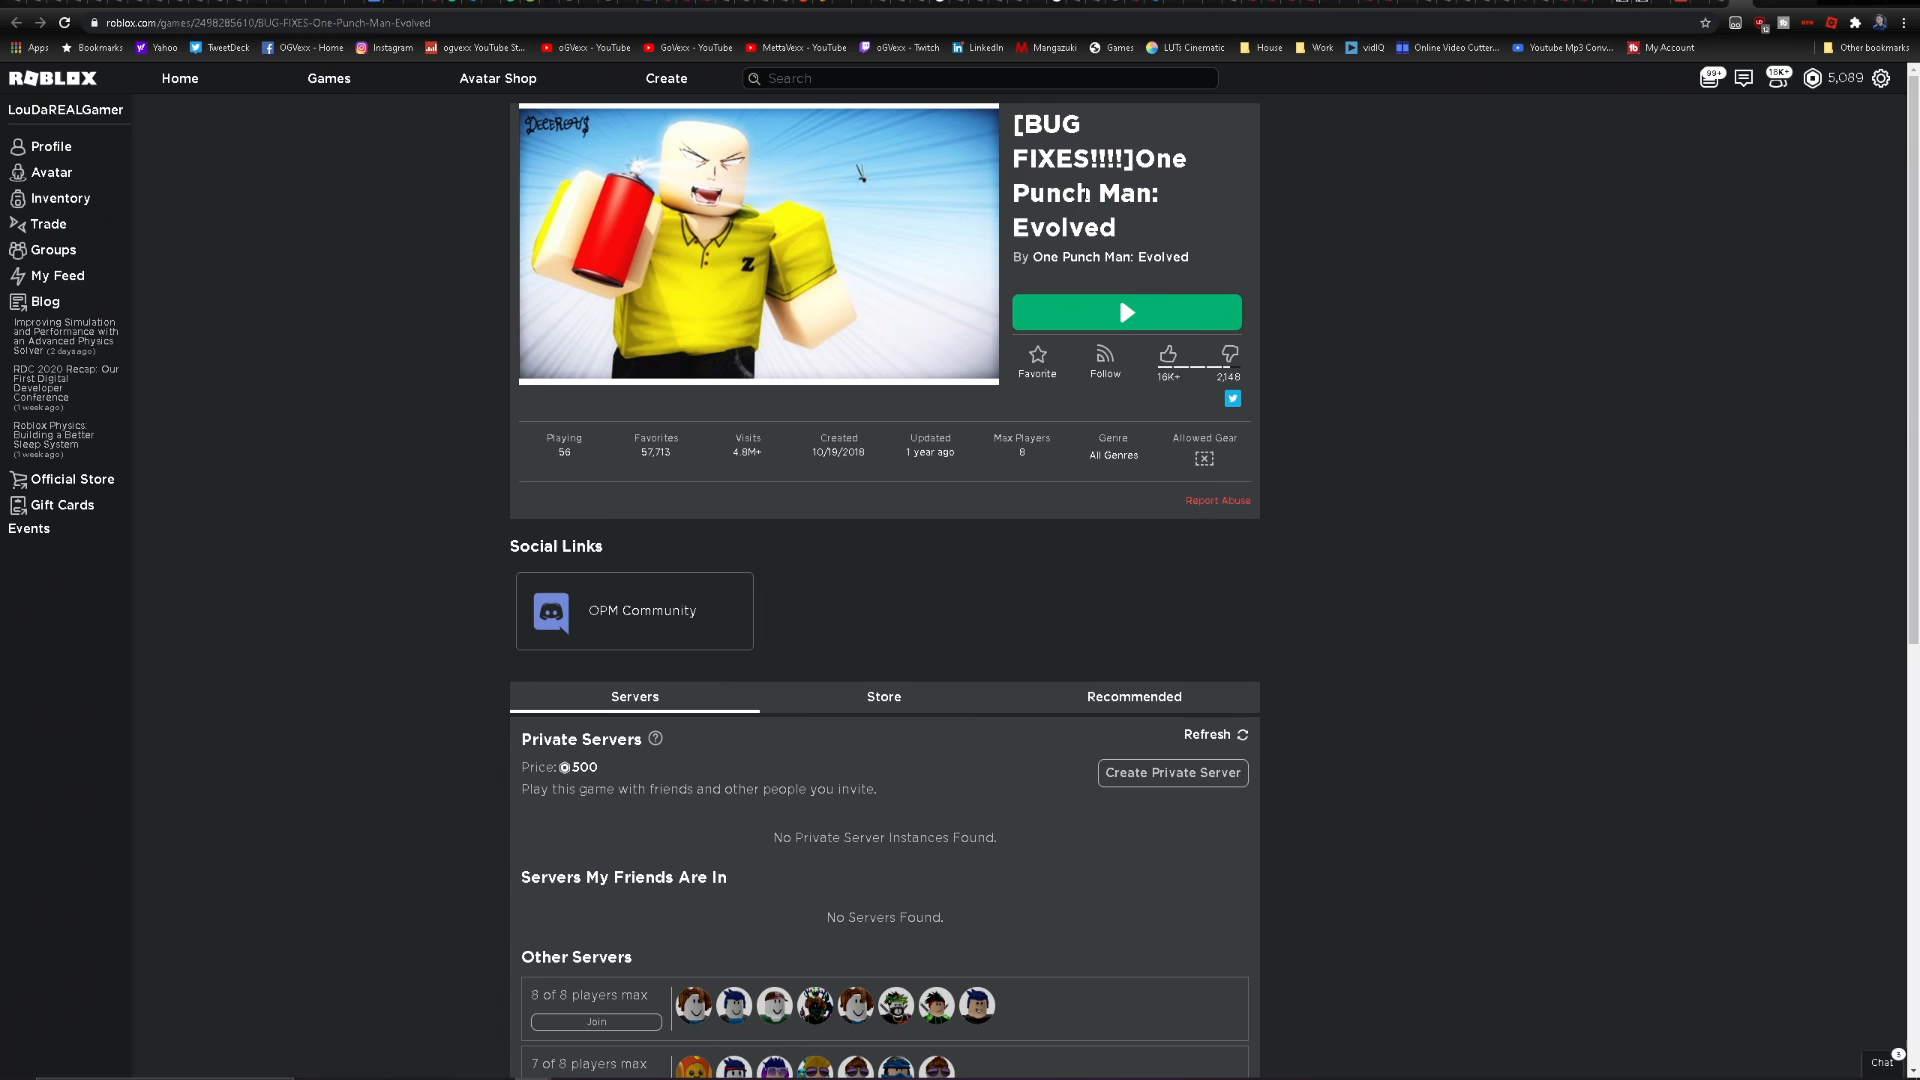 roblox.com/games/2498285610/BUG-FIXES-One-Punch-Man-Evolved
Apps
Bookmarks
Yahoo
TweetDeck
OGVexx - Home
Instagram
ogvexx YouTube St...
oGVexx - YouTube
GoVexx - YouTube
MettaVexx - YouTube
oGVexx - Twitch
LinkedIn
Mangazuki
Games
LUTs Cinematic
House
Work
vidIQ
Online Video Cutter...
Youtube Mp3 Conv...
My Account
Other bookmarks
ROBLOX
Home
Games
Avatar Shop
Create
Search
99+
18K+
5,089
LouDaREALGamer
Profile
Avatar
Inventory
Trade
Groups
My Feed
Blog
Improving Simulation
and Performance with
an Advanced Physics
Solver (2 days ago)
RDC 2020 Recap: Our
First Digital
Developer
Conference
(1 week ago)
Roblox Physics:
Building a Better
Sleep System
(1 week ago)
Official Store
Gift Cards
Events
Z
[BUG
FIXES!!!!]One
Punch Man:
Evolved
By One Punch Man: Evolved
Favorite
Follow
16K+
2,148
Playing
56
Favorites
57,713
Visits
4.8M+
Created
10/19/2018
Updated
1 year ago
Max Players
8
Genre
All Genres
Allowed Gear
Report Abuse
Social Links
OPM Community
Servers
Store
Recommended
Private Servers
Refresh
Price: 500
Create Private Server
Play this game with friends and other people you invite.
No Private Server Instances Found.
Servers My Friends Are In
No Servers Found.
Other Servers
8 of 8 players max
Join
7 of 8 players max
Chat
3